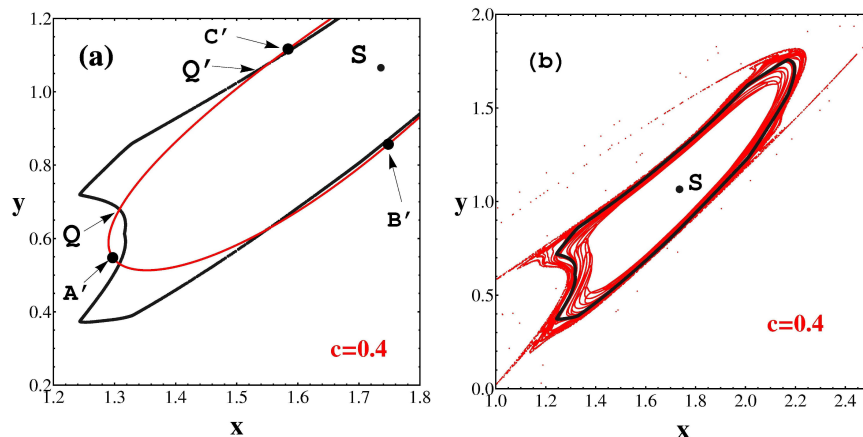 (a)
C′
Q′
S
Q
A′
B′
c=0.4
y
x
1.2
1.0
0.8
0.6
0.4
0.2
1.2 1.3 1.4 1.5 1.6 1.7 1.8
(b)
S
c=0.4
y
x
2.0
1.5
1.0
0.5
0.0
1.0 1.2 1.4 1.6 1.8 2.0 2.2 2.4